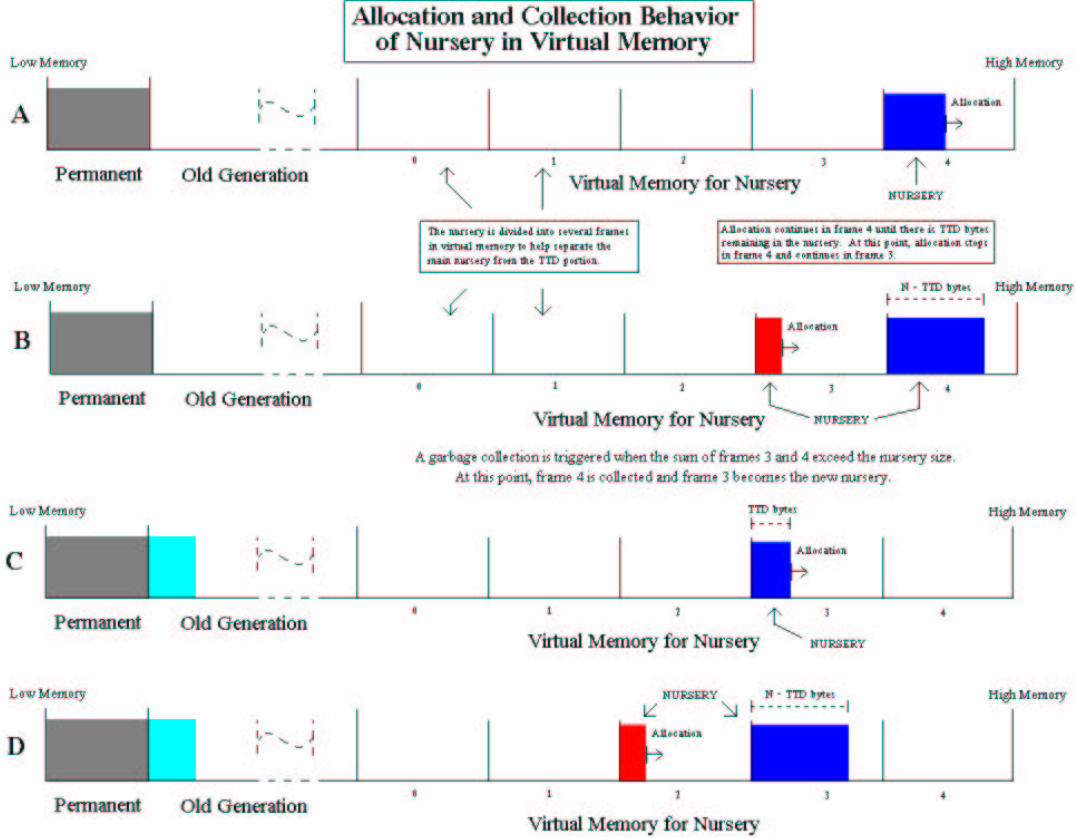 Allocation and Collection Behavior
of Nursery in Virtual Memory
Low Memory
High Memory
A
Allocation
0
1
2
3
4
Permanent
Old Generation
Virtual Memory for Nursery
NURSERY
The nursery is divided into several frames
in virtual memory to help separate the
main nursery from the TTD portion.
Allocation continues in frame 4 until there is TTD bytes
remaining in the nursery. At this point, allocation stops
in frame 4 and continues in frame 3.
Low Memory
N - TTD bytes
High Memory
B
Allocation
0
1
2
3
4
Permanent
Old Generation
Virtual Memory for Nursery
NURSERY
A garbage collection is triggered when the sum of frames 3 and 4 exceed the nursery size.
At this point, frame 4 is collected and frame 3 becomes the new nursery.
Low Memory
TTD bytes
High Memory
C
Allocation
0
1
2
3
4
Permanent
Old Generation
Virtual Memory for Nursery
NURSERY
Low Memory
NURSERY
N - TTD bytes
High Memory
D
Allocation
0
1
2
3
4
Permanent
Old Generation
Virtual Memory for Nursery